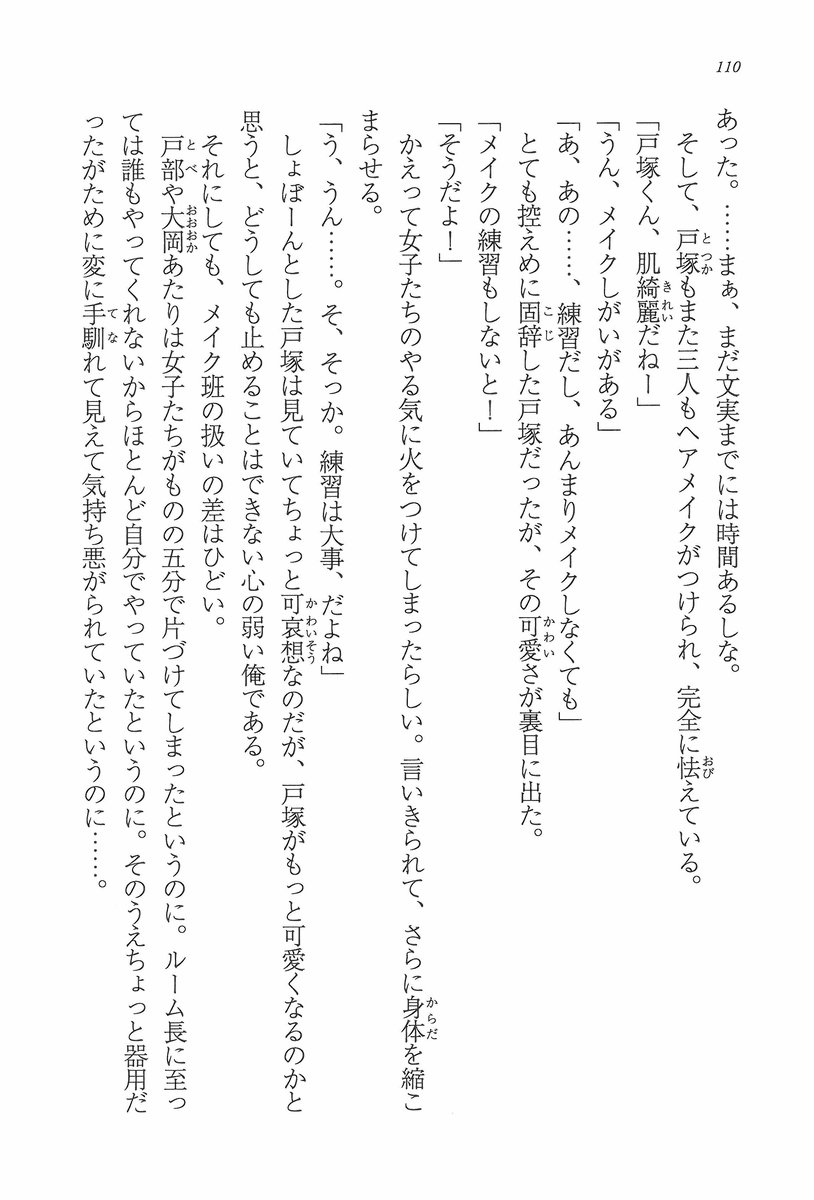 110
あった。……まぁ、まだ文実までには時間あるしな。
そして、戸塚もまた三人もヘアメイクがつけられ、完全に怯えている。
「戸塚くん、肌綺麗だねー」
「うん、メイクしがいがある」
「あ、あの……、練習だし、あんまりメイクしなくても」
とても控えめに固辞した戸塚だったが、その可愛さが裏目に出た。
「メイクの練習もしないと！」
「そうだよ！」
かえって女子たちのやる気に火をつけてしまったらしい。言いきられて、さらに身体を縮こ
まらせる。
「う、うん……。そ、そっか。練習は大事、だよね」
しょぼーんとした戸塚は見ていてちょっと可哀想なのだが、戸塚がもっと可愛くなるのかと
思うと、どうしても止めることはできない心の弱い俺である。
それにしても、メイク班の扱いの差はひどい。
戸部や大岡あたりは女子たちがものの五分で片づけてしまったというのに。ルーム長に至っ
ては誰もやってくれないからほとんど自分でやっていたというのに。そのうえちょっと器用だ
ったがために変に手馴れて見えて気持ち悪がられていたというのに……。